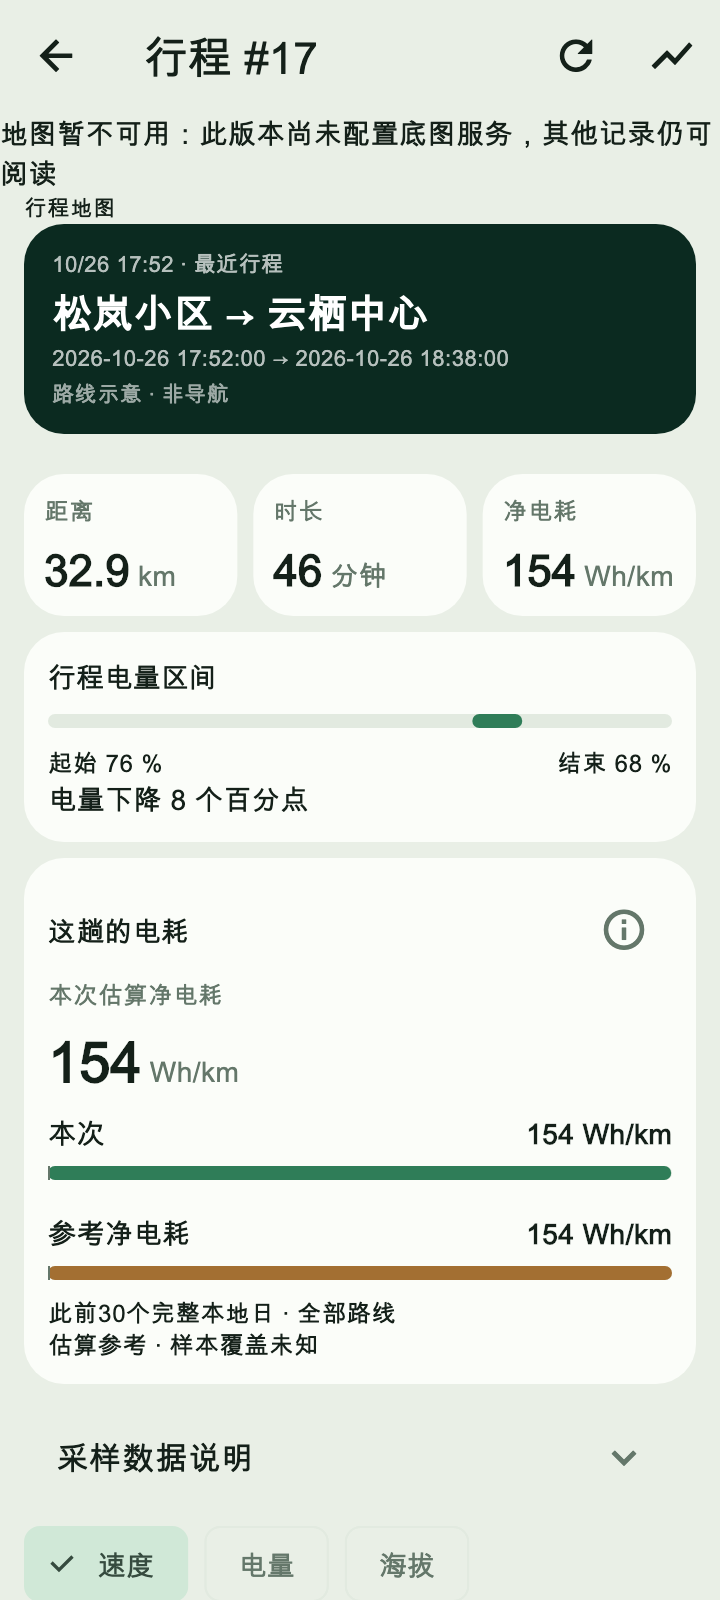 行程 #17
地图暂不可用：此版本尚未配置底图服务，其他记录仍可
阅读
行程地图
10/26 17:52 · 最近行程
松岚小区 → 云栖中心
2026-10-26 17:52:00 → 2026-10-26 18:38:00
路线示意 · 非导航
距离 时长 净电耗
32.9 km 46 分钟 154 Wh/km
行程电量区间
起始 76 % 结束 68 %
电量下降 8 个百分点
这趟的电耗
本次估算净电耗
154 Wh/km
本次 154 Wh/km
参考净电耗 154 Wh/km
此前30个完整本地日 · 全部路线
估算参考 · 样本覆盖未知
采样数据说明
速度 电量 海拔